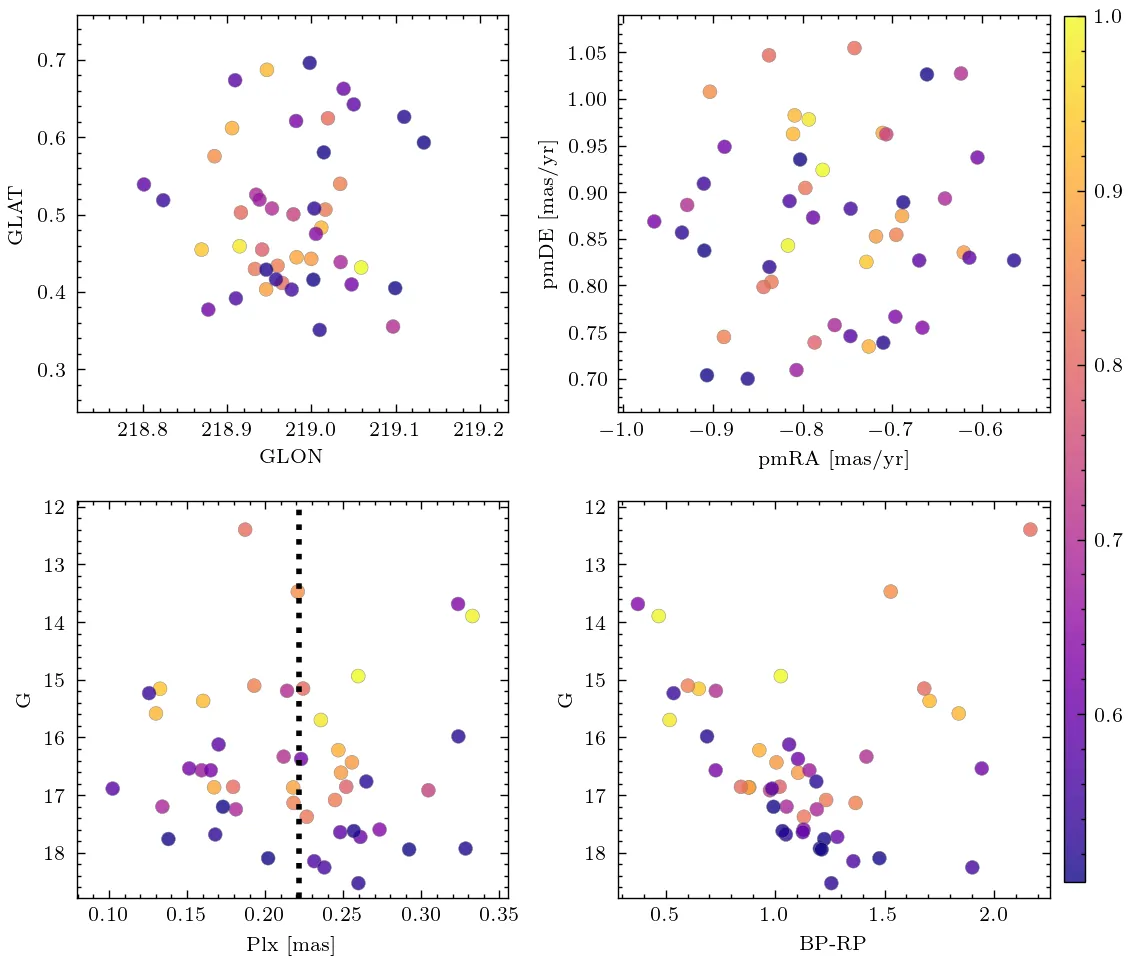 0.7
0.6
0.5
0.4
0.3
GLAT
218.8 218.9 219.0 219.1 219.2
GLON
1.05
1.00
0.95
0.90
0.85
0.80
0.75
0.70
pmDE [mas/yr]
−1.0 −0.9 −0.8 −0.7 −0.6
pmRA [mas/yr]
1.0
0.9
0.8
0.7
0.6
12
13
14
15
16
17
18
G
0.10 0.15 0.20 0.25 0.30 0.35
Plx [mas]
12
13
14
15
16
17
18
G
0.5 1.0 1.5 2.0
BP-RP